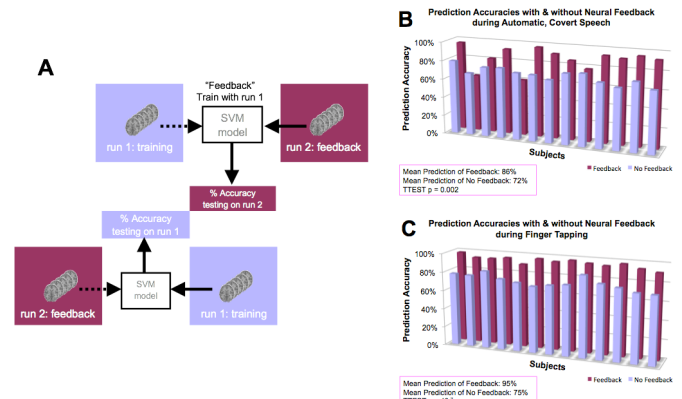 A
"Feedback"
Train with run 1
SVM
model
run 1: training
run 2: feedback
% Accuracy
testing on run 2
% Accuracy
testing on run 1
SVM
model
run 2: feedback
run 1: training
B
Prediction Accuracies with & without Neural Feedback
during Automatic, Covert Speech
Prediction Accuracy
100%
80%
60%
40%
20%
0%
Subjects
Feedback
No Feedback
Mean Prediction of Feedback: 86%
Mean Prediction of No Feedback: 72%
TTEST p = 0.002
C
Prediction Accuracies with & without Neural Feedback
during Finger Tapping
Prediction Accuracy
100%
80%
60%
40%
20%
0%
Subjects
Feedback
No Feedback
Mean Prediction of Feedback: 95%
Mean Prediction of No Feedback: 75%